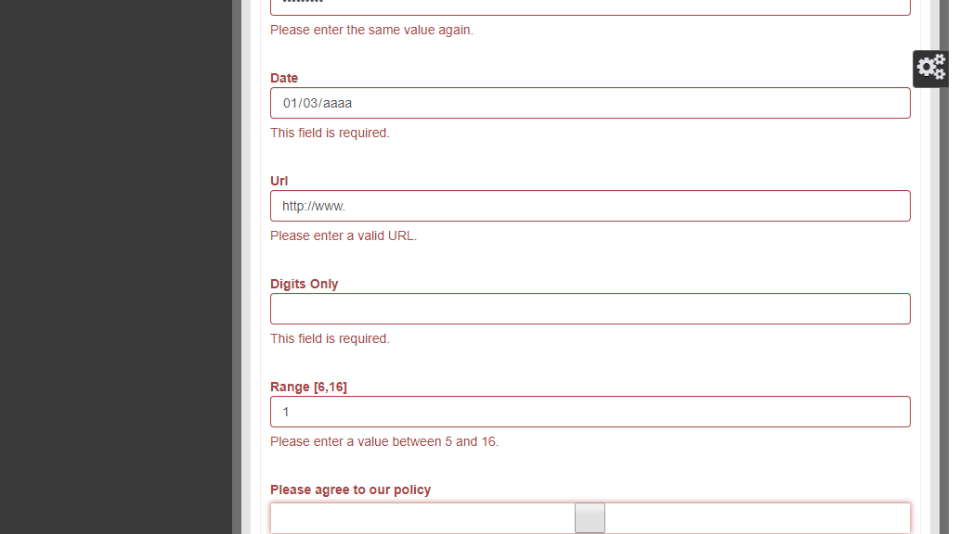 Please enter the same value again.
Date
01/03/aaaa
This field is required.
Url
http://www.
Please enter a valid URL.
Digits Only
This field is required.
Range [6,16]
1
Please enter a value between 5 and 16.
Please agree to our policy